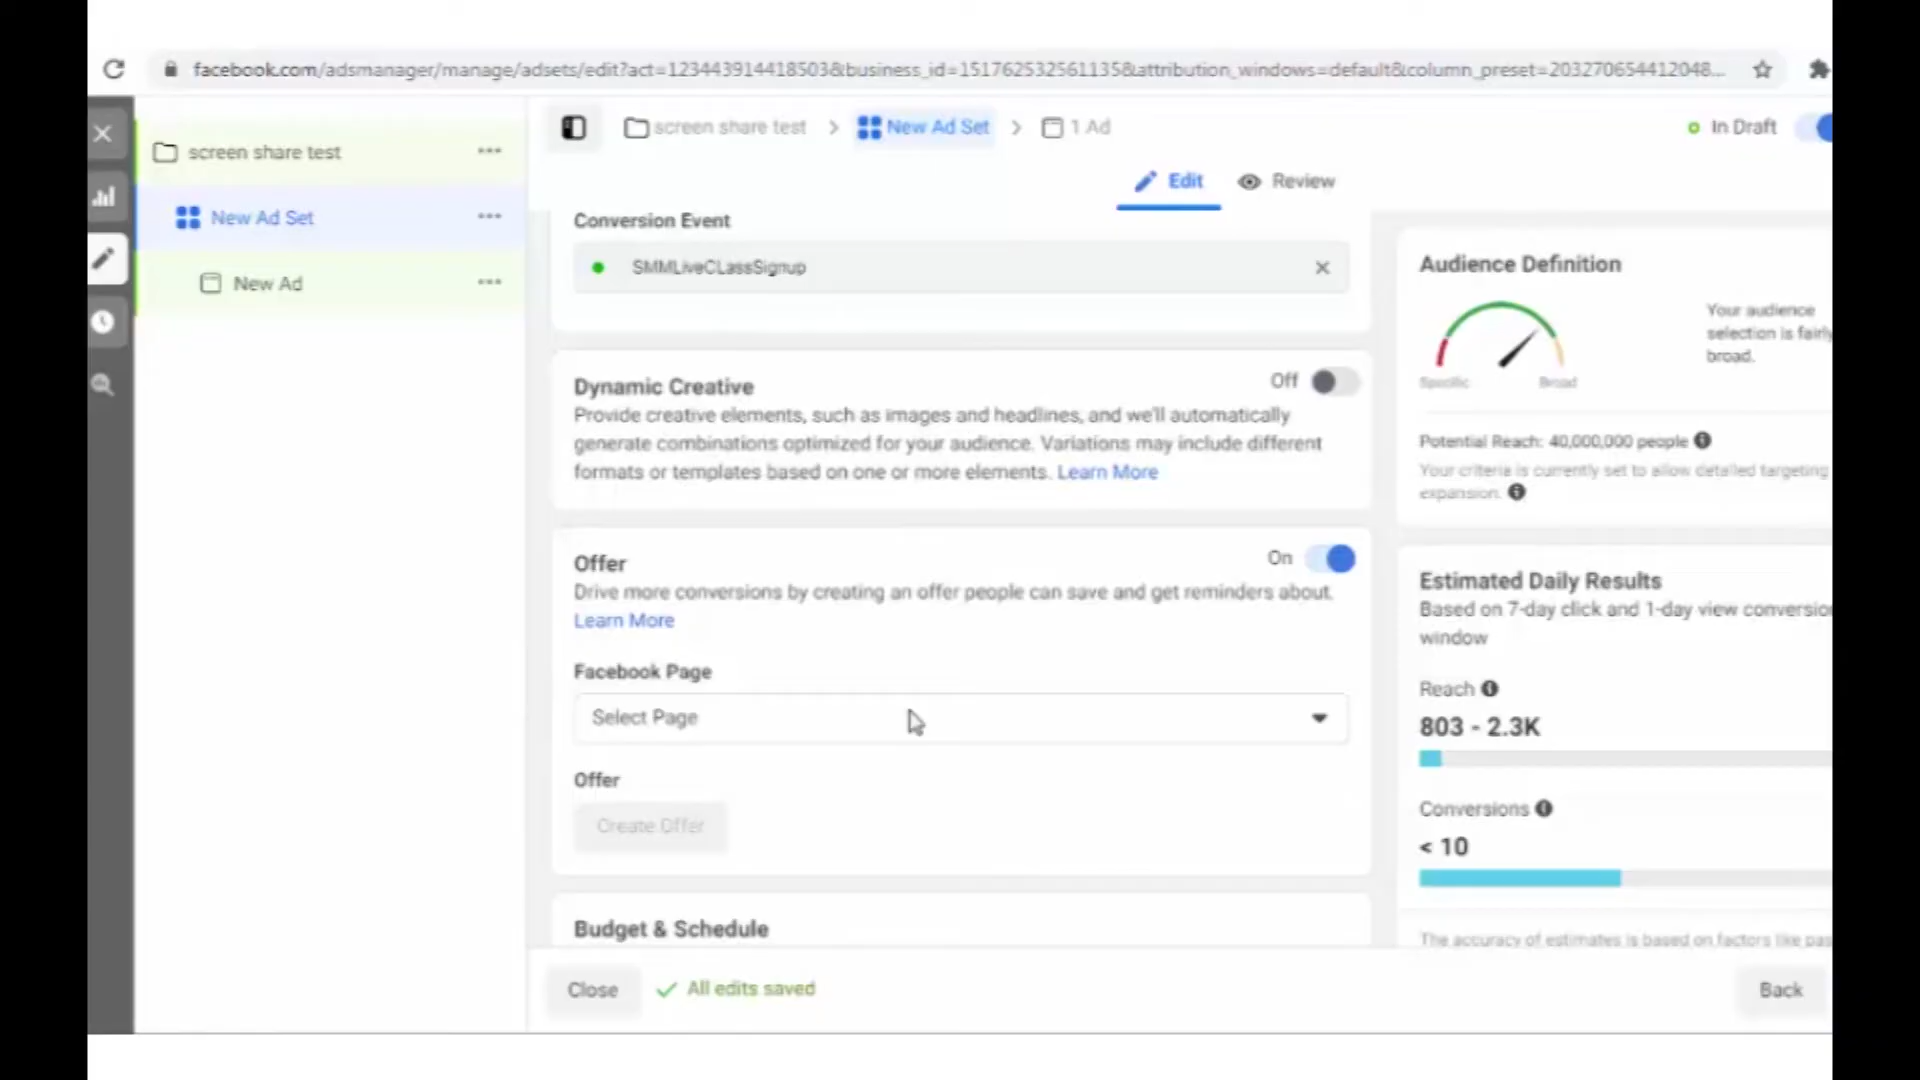 facebook.com/adsmanager/manage/adsets/edit?act=123443914418503&business_id=151762532561135&attribution_windows=default&column_preset=203270654412048...
screen share test
New Ad Set
New Ad
screen share test > New Ad Set > 1 Ad
In Draft
Edit
Review
Conversion Event
SMMLiveCLassSignup
Dynamic Creative
Off
Provide creative elements, such as images and headlines, and we'll automatically
generate combinations optimized for your audience. Variations may include different
formats or templates based on one or more elements. Learn More
Offer
On
Drive more conversions by creating an offer people can save and get reminders about.
Learn More
Facebook Page
Select Page
Offer
Create Offer
Budget & Schedule
Close
All edits saved
Back
Audience Definition
Specific
Broad
Your audience
selection is fairly
broad.
Potential Reach: 40,000,000 people
Your criteria is currently set to allow detailed targeting
expansion.
Estimated Daily Results
Based on 7-day click and 1-day view conversion
window
Reach
803 - 2.3K
Conversions
< 10
The accuracy of estimates is based on factors like pas